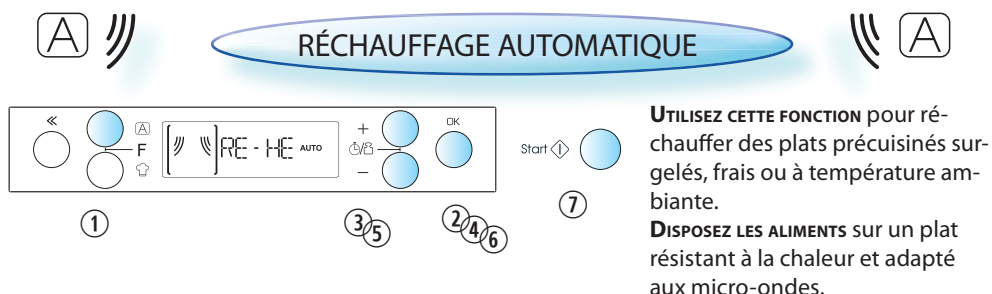 RÉCHAUFFAGE AUTOMATIQUE
A
A
«
A
F
RE - HE AUTO
+
–
OK
Start
1
3
5
2
4
6
7
UTILISEZ CETTE FONCTION pour ré-
chauffer des plats précuisinés sur-
gelés, frais ou à température am-
biante.
DISPOSEZ LES ALIMENTS sur un plat
résistant à la chaleur et adapté
aux micro-ondes.